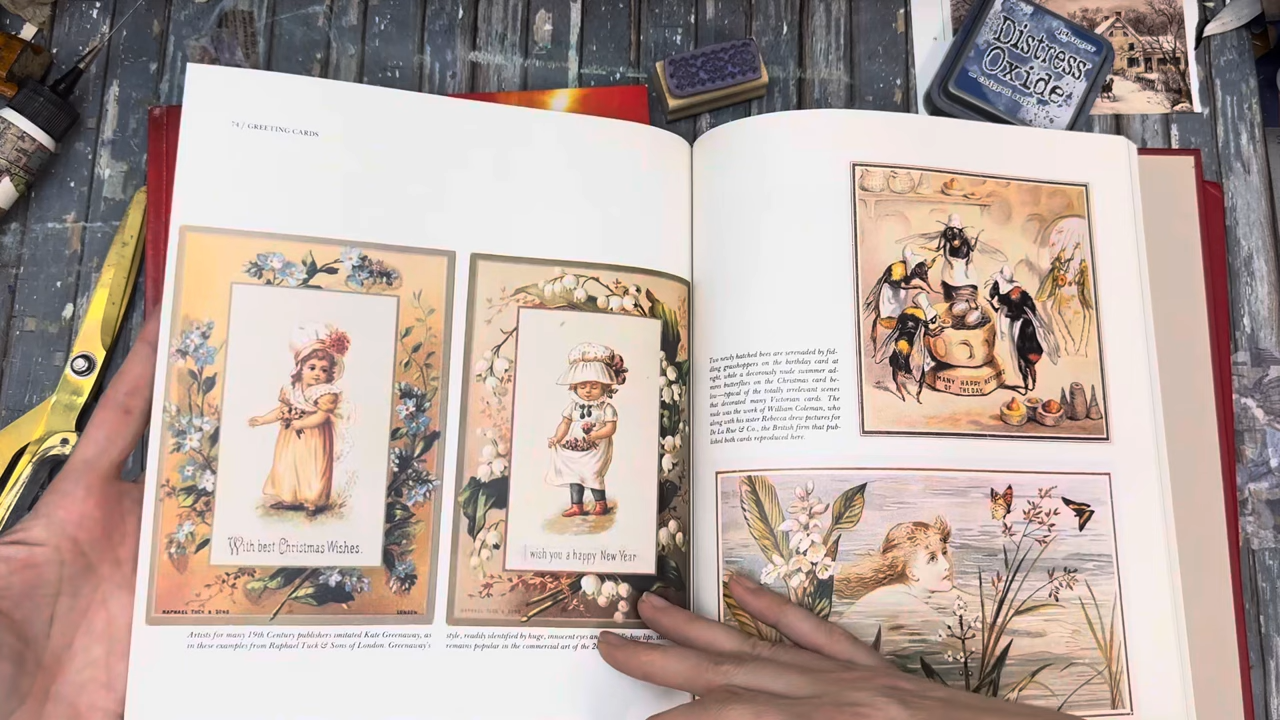 74 / GREETING CARDS
With best Christmas Wishes.
RAPHAEL TUCK & SONS
LONDON
wish you a happy New Year
RAPHAEL TUCK & SONS
Artists for many 19th Century publishers imitated Kate Greenaway, as
in these examples from Raphael Tuck & Sons of London. Greenaway's
style, readily identified by huge, innocent eyes and
remains popular in the commercial art of the
Two newly hatched bees are serenaded by fid-
dling grasshoppers on the birthday card at
right, while a decorously nude swimmer ad-
mires butterflies on the Christmas card be-
low—typical of the totally irrelevant scenes
that decorated many Victorian cards. The
nude was the work of William Coleman, who
along with his sister Rebecca drew pictures for
De La Rue & Co., the British firm that pub-
lished both cards reproduced here.
MANY HAPPY RETURNS
OF THE DAY
Distress
Oxide
chipped sapphire